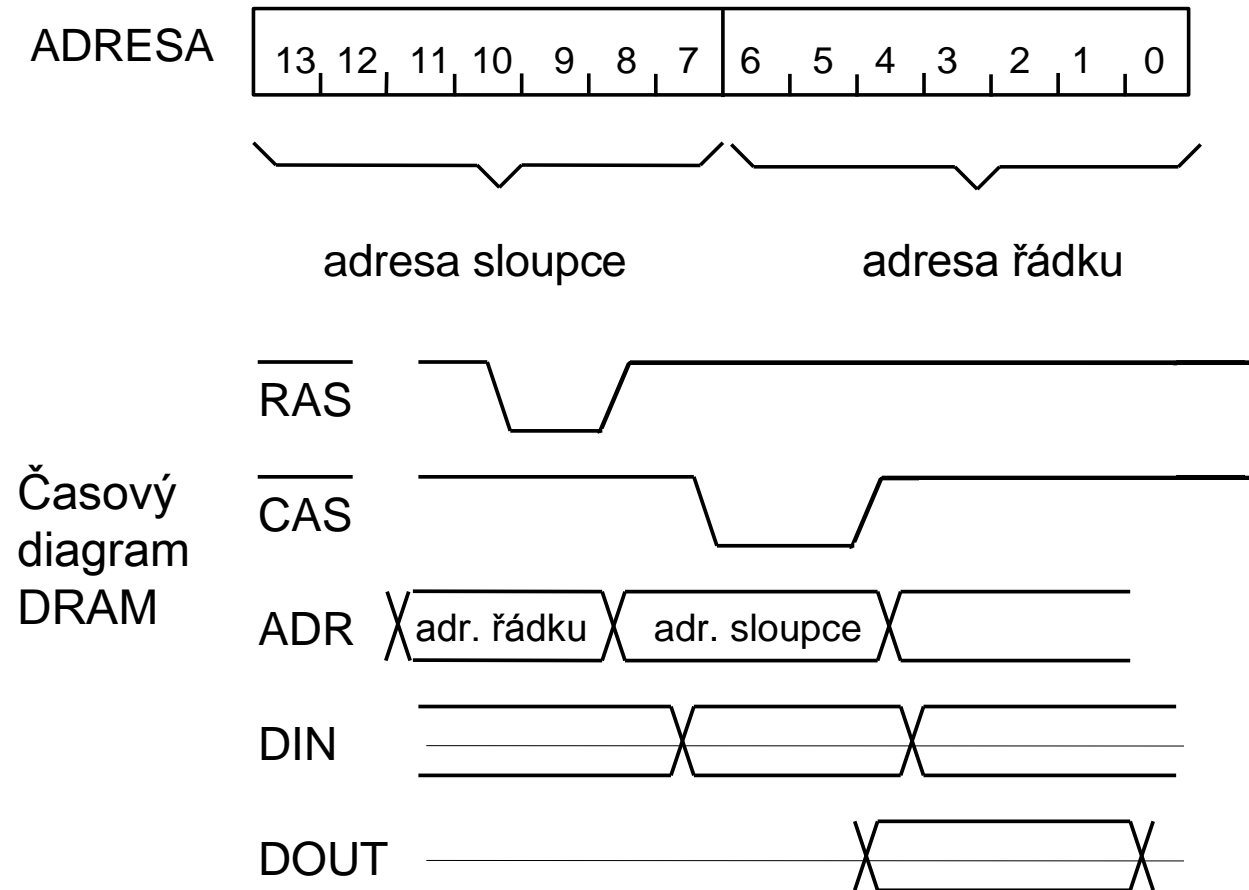 ADRESA
13 12 11 10 9 8 7 6 5 4 3 2 1 0
adresa sloupce adresa řádku
RAS
CAS
Časový
diagram
DRAM
ADR adr. řádku adr. sloupce
DIN
DOUT